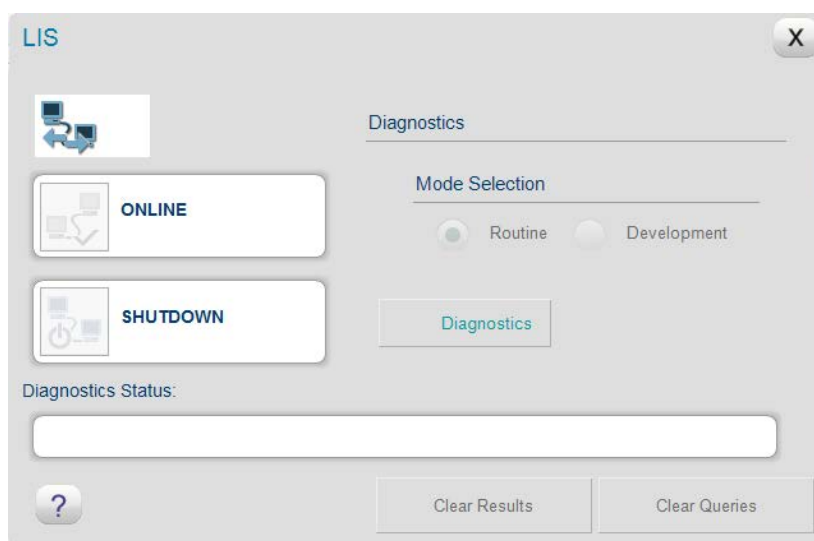 LIS
X
Diagnostics
Mode Selection
ONLINE
Routine
Development
SHUTDOWN
Diagnostics
Diagnostics Status:
?
Clear Results
Clear Queries